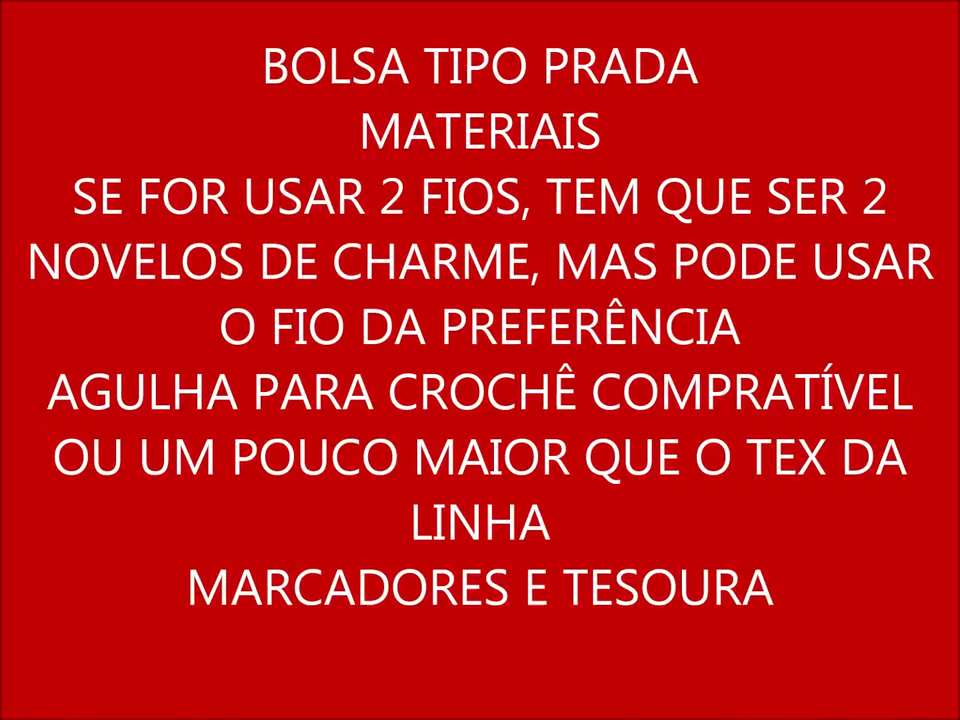 BOLSA TIPO PRADA
MATERIAIS
SE FOR USAR 2 FIOS, TEM QUE SER 2
NOVELOS DE CHARME, MAS PODE USAR
O FIO DA PREFERÊNCIA
AGULHA PARA CROCHÊ COMPRATÍVEL
OU UM POUCO MAIOR QUE O TEX DA
LINHA
MARCADORES E TESOURA